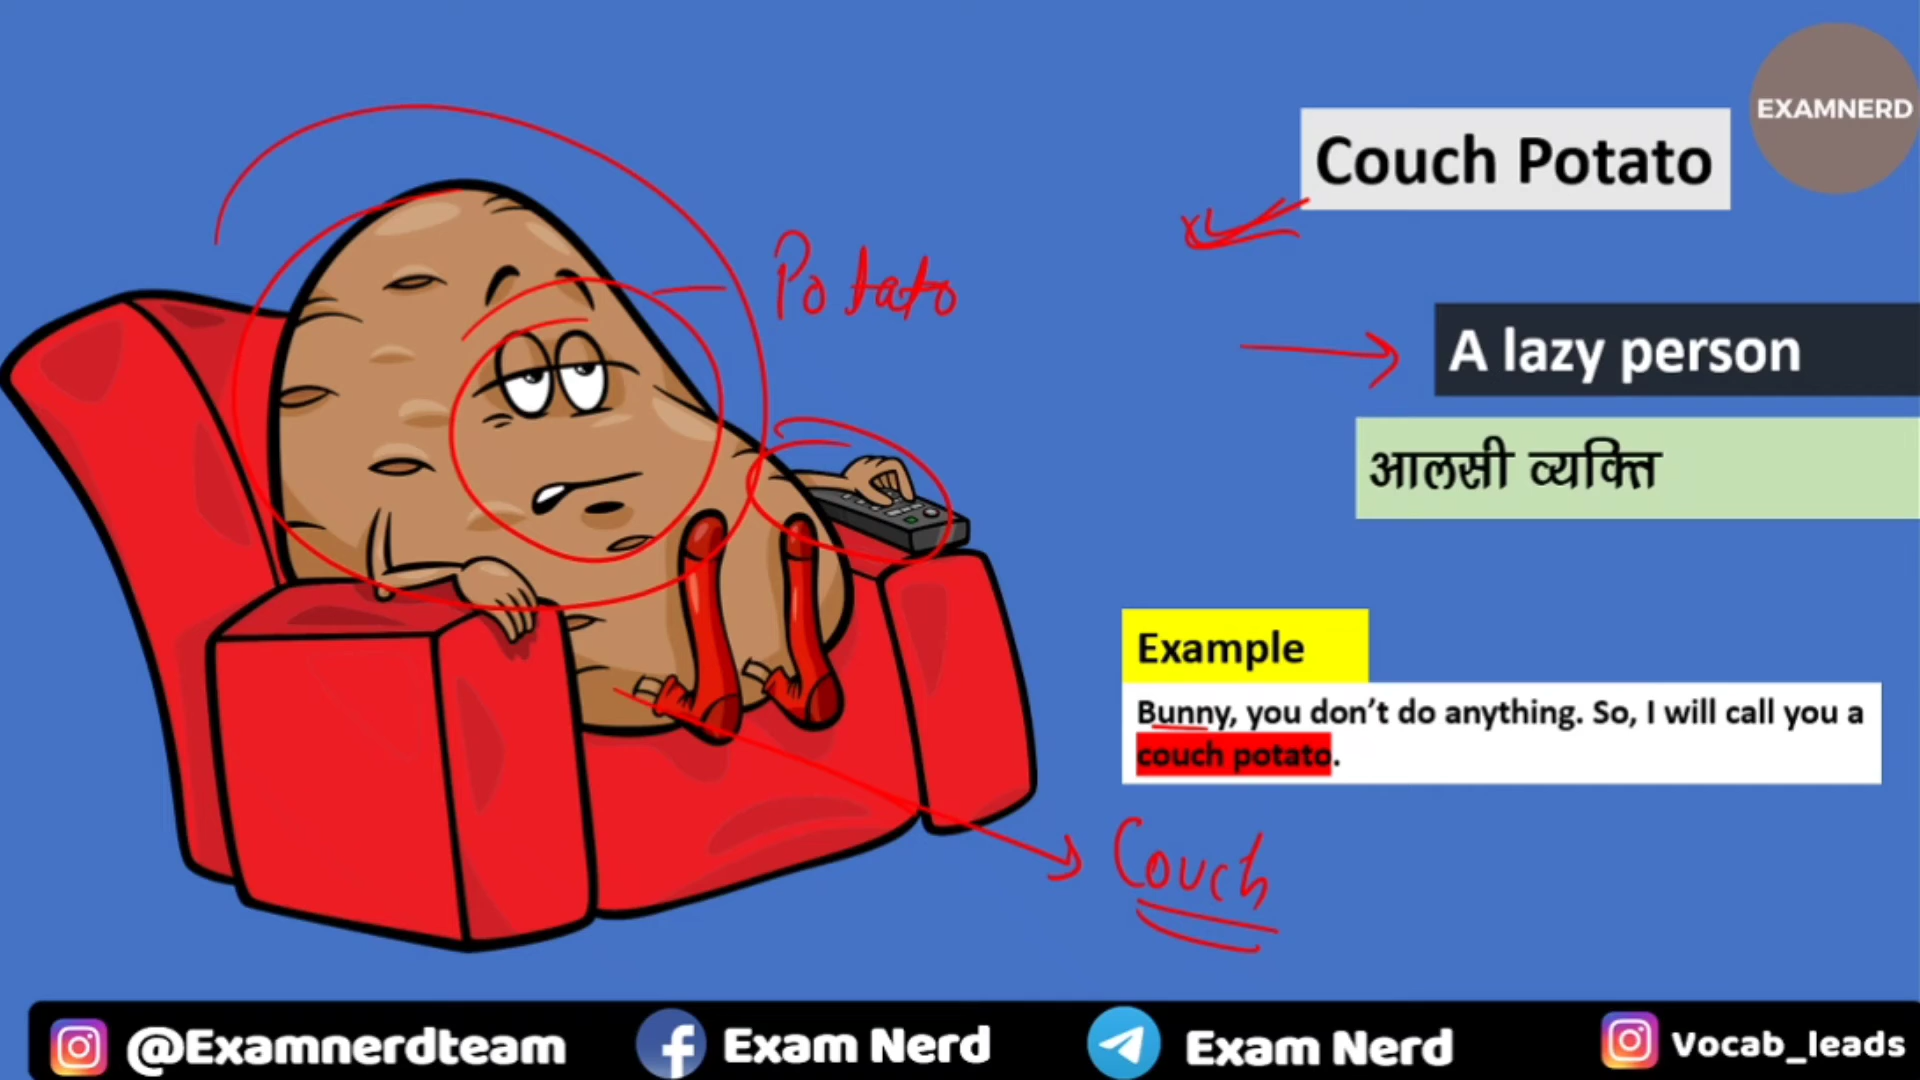 EXAMNERD
Couch Potato
Potato
A lazy person
आलसी व्यक्ति
Example
Bunny, you don't do anything. So, I will call you a
couch potato.
Couch
@Examnerdteam
Exam Nerd
Exam Nerd
Vocab_leads